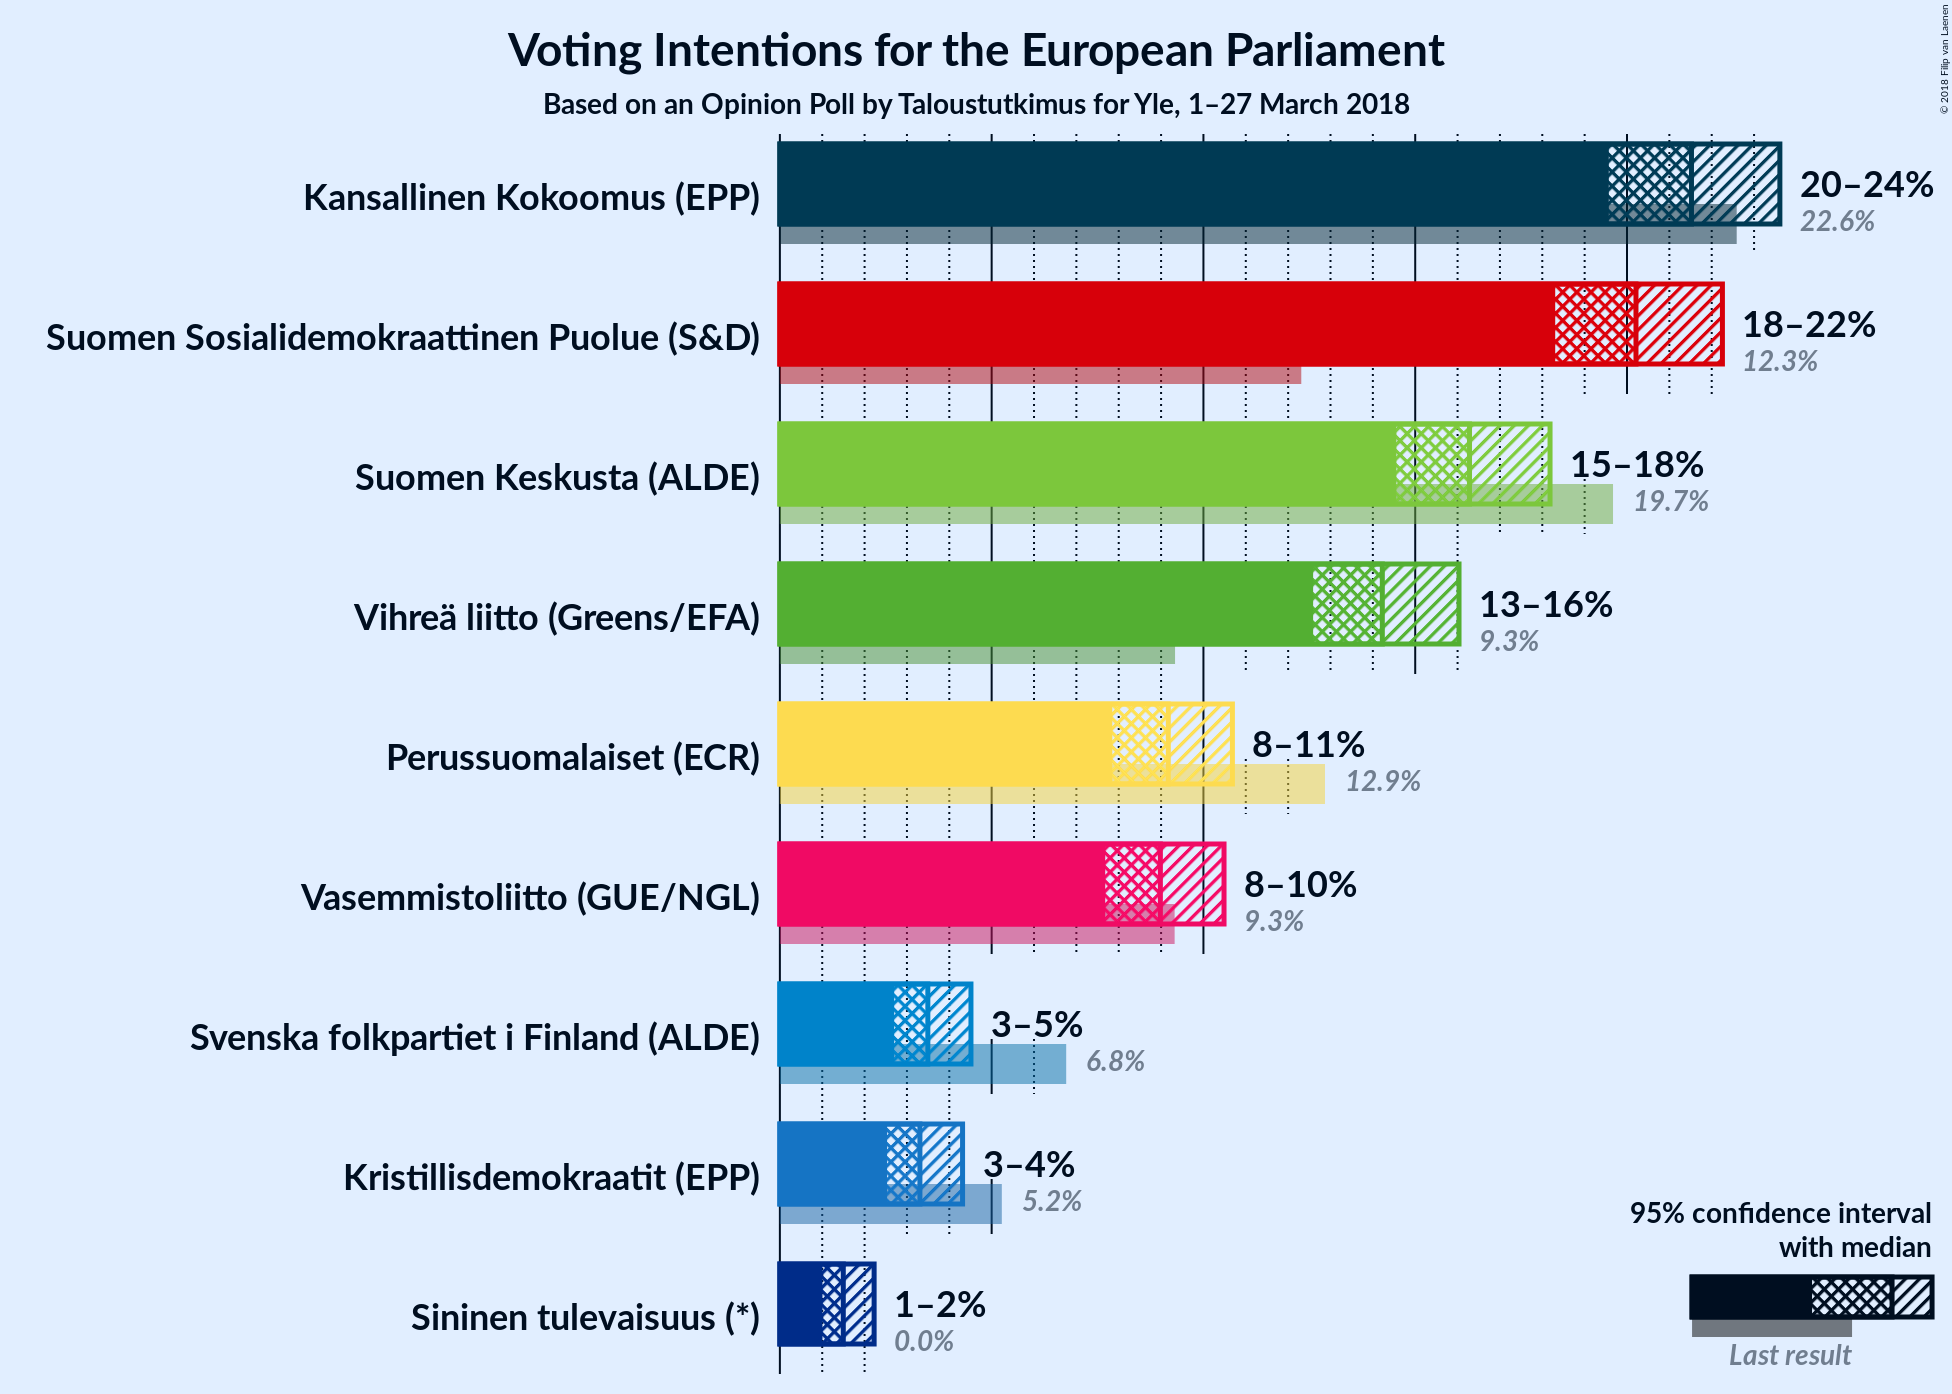 Voting Intentions for the European Parliament
Based on an Opinion Poll by Taloustutkimus for Yle, 1–27 March 2018
© 2018 Filip van Laenen
Kansallinen Kokoomus (EPP)
20–24%
22.6%
Suomen Sosialidemokraattinen Puolue (S&D)
18–22%
12.3%
Suomen Keskusta (ALDE)
15–18%
19.7%
Vihreä liitto (Greens/EFA)
13–16%
9.3%
Perussuomalaiset (ECR)
8–11%
12.9%
Vasemmistoliitto (GUE/NGL)
8–10%
9.3%
Svenska folkpartiet i Finland (ALDE)
3–5%
6.8%
Kristillisdemokraatit (EPP)
3–4%
5.2%
Sininen tulevaisuus (*)
1–2%
0.0%
95% confidence interval
with median
Last result